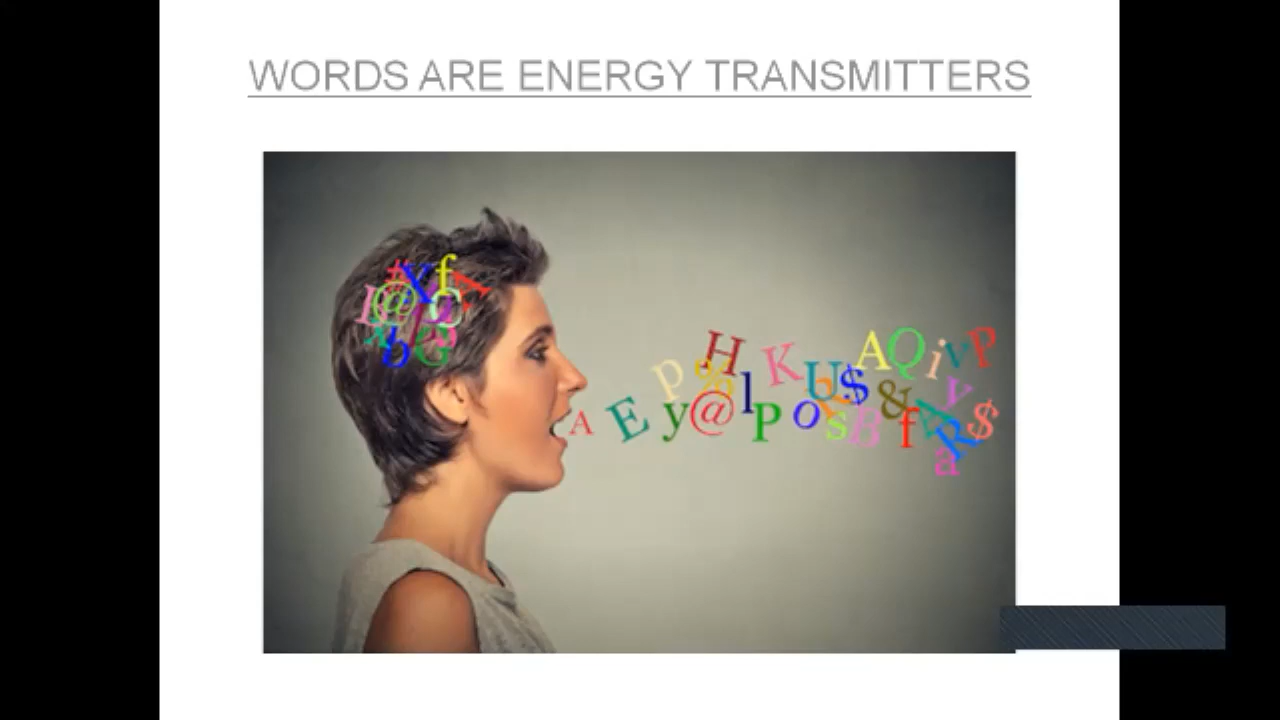 WORDS ARE ENERGY TRANSMITTERS
# X f A
I @ Q
b G
A E p H % y @ l P K U $ o s B A Q & f i v P y R $ a